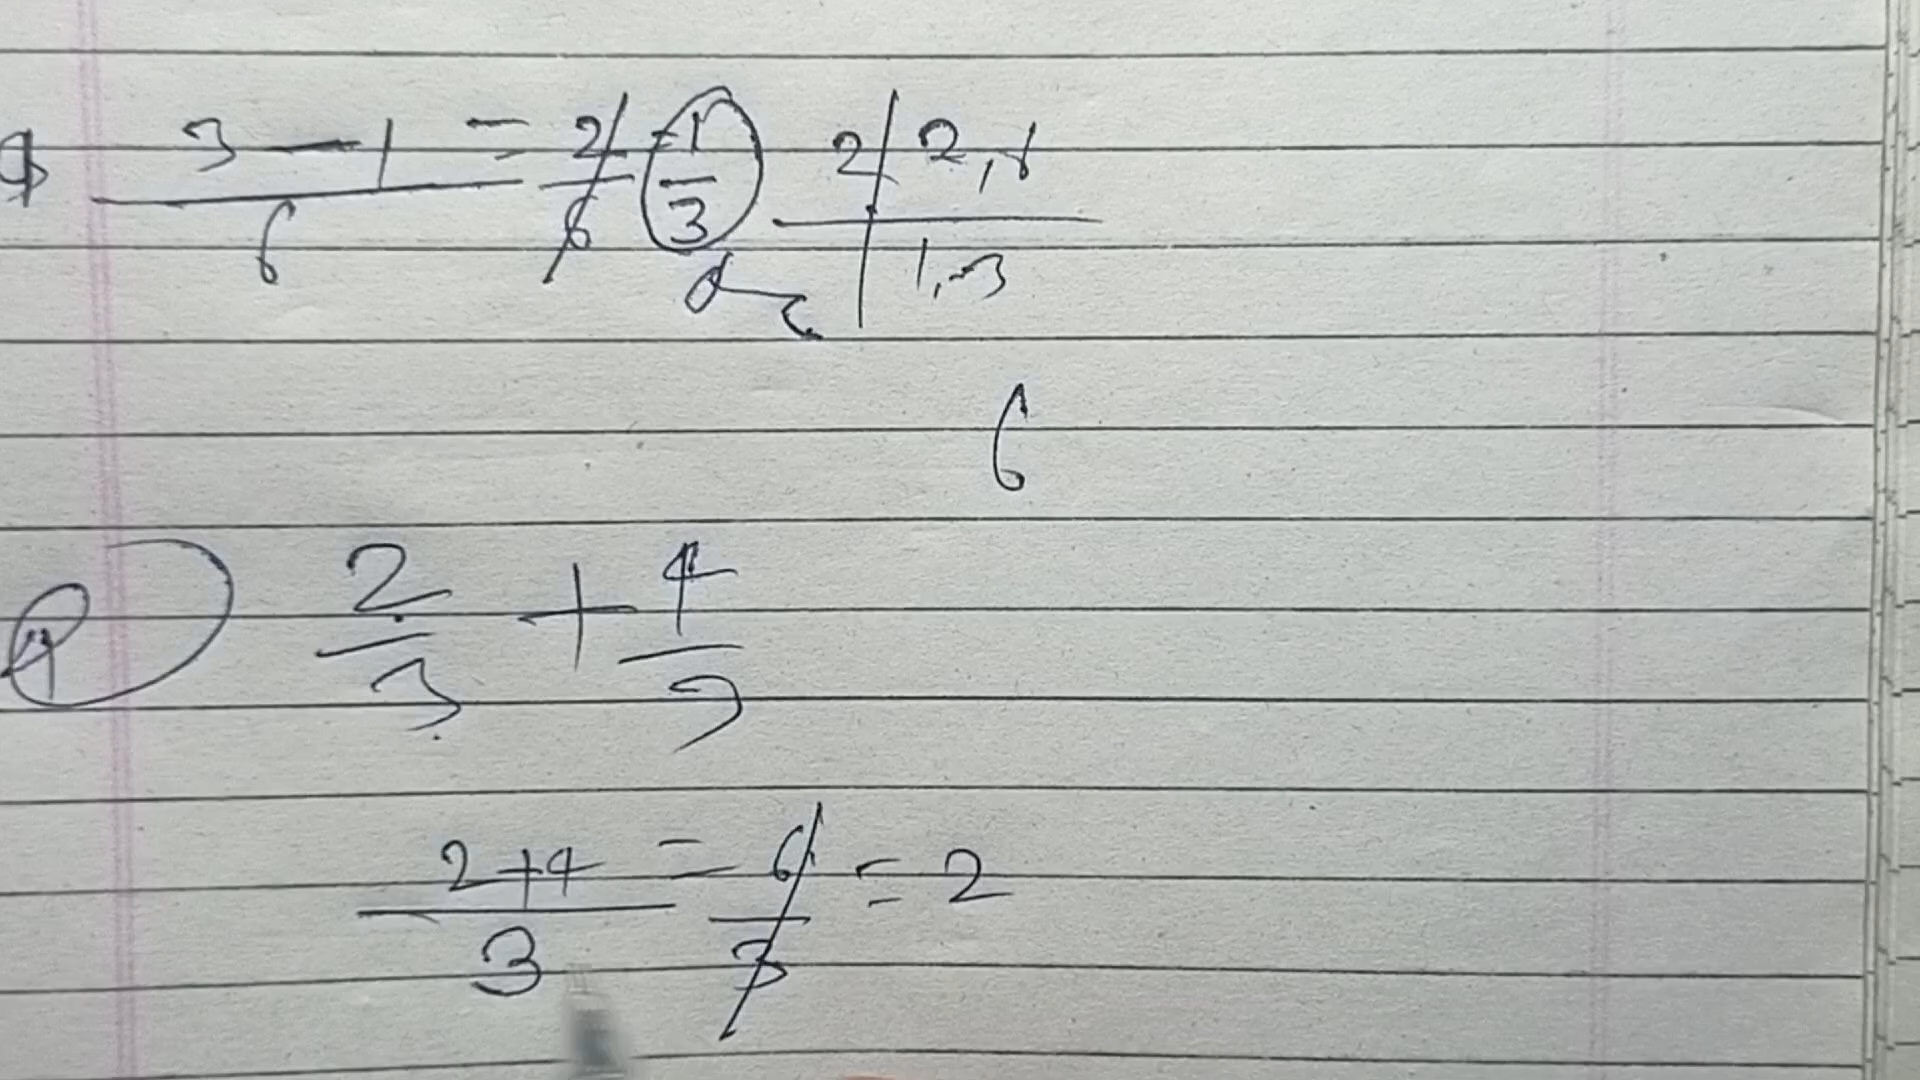 3 - 1 = 2 = 1 2 2, 6
6 6 3 1, 3
6
4) 2 + 4
3 3
2+4 = 6 = 2
3 3